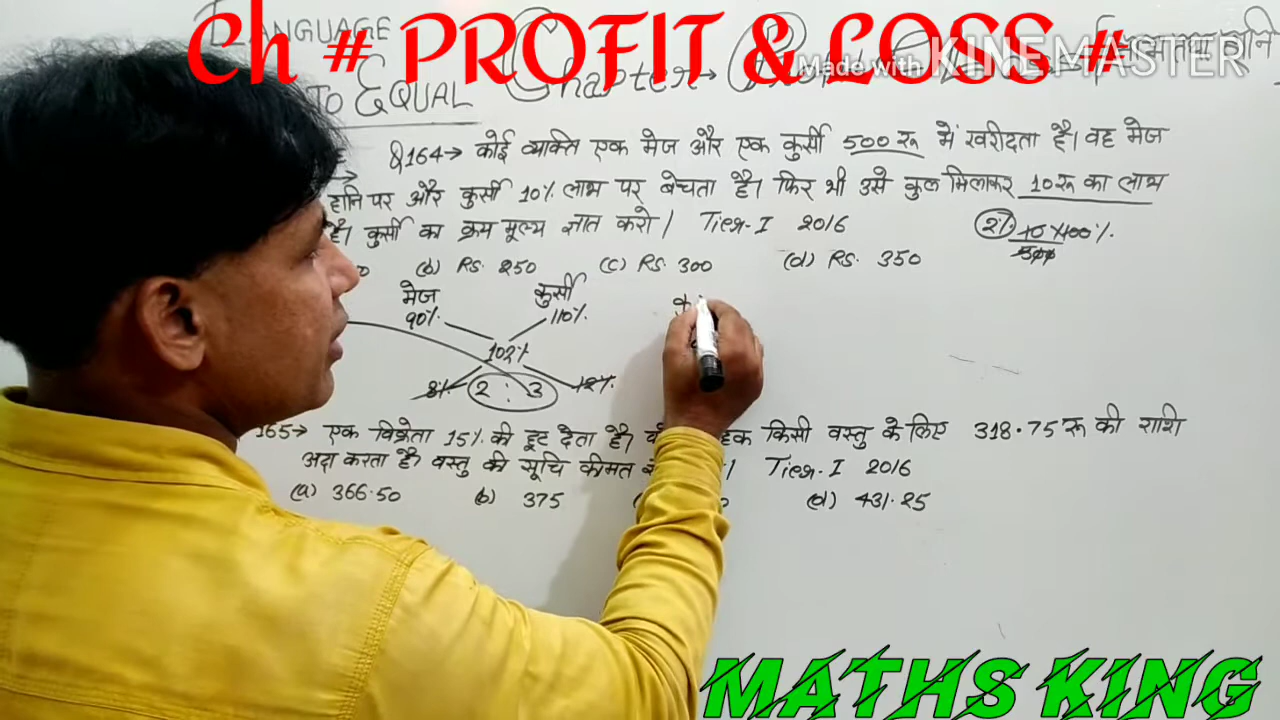 Ch # PROFIT & LOSS #
Made with KINEMASTER
LANGUAGE
TO EQUAL Chapter→
Q164→ कोई व्यक्ति एक मेज और एक कुर्सी 500 रू में खरीदता है। वह मेज
हानि पर और कुर्सी 10% लाभ पर बेचता है। फिर भी उसे कुल मिलाकर 10 रू का लाभ
है। कुर्सी का क्रय मूल्य ज्ञात करो। Tier-I 2016
2% 10×100%
500
(b) RS. 250 (c) RS. 300 (d) RS. 350
मेज कुर्सी
90% 110%
102%
8% 2 : 3 12%
165→ एक विक्रेता 15% की छूट देता है। किसी वस्तु के लिए 318.75 रू की राशि
अदा करता है। वस्तु की सूचि कीमत Tier-I 2016
(a) 366.50 (b) 375 (d) 431.25
MATHS KING